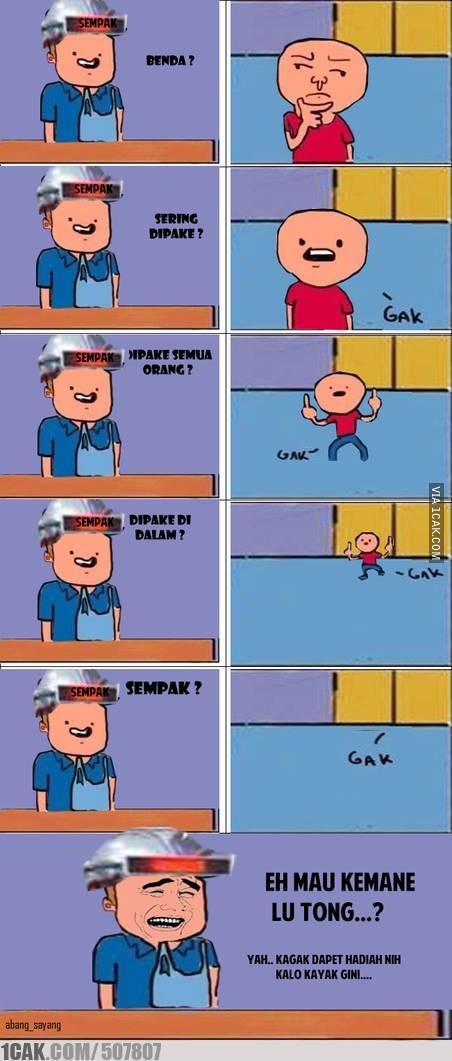 SEMPAK
BENDA ?
SEMPAK
SERING
DIPAKE ?
GAK
SEMPAK
DIPAKE SEMUA
ORANG ?
GAK
VIA 1CAK.COM
SEMPAK
DIPAKE DI
DALAM ?
GAK
SEMPAK
SEMPAK ?
GAK
EH MAU KEMANE
LU TONG...?
YAH.. KAGAK DAPET HADIAH NIH
KALO KAYAK GINI....
abang_sayang
1CAK.COM/507807